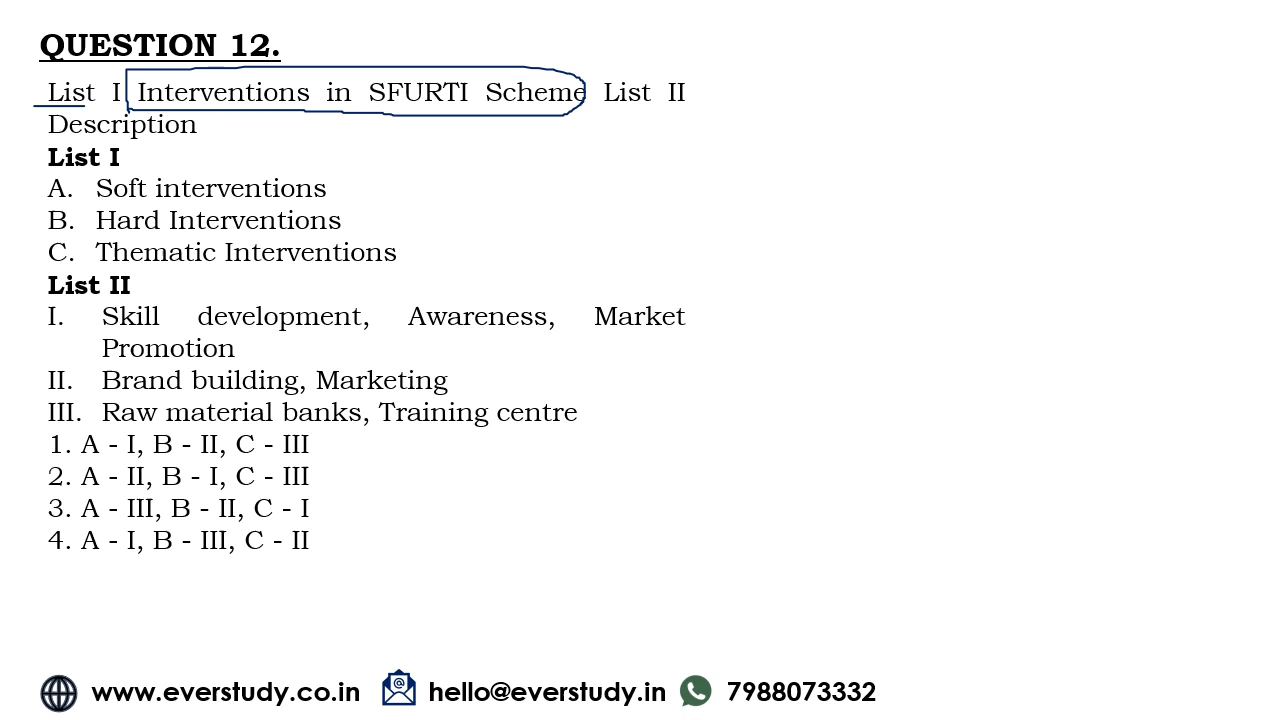 QUESTION 12.
List I Interventions in SFURTI Scheme List II
Description
List I
A. Soft interventions
B. Hard Interventions
C. Thematic Interventions
List II
I. Skill development, Awareness, Market
Promotion
II. Brand building, Marketing
III. Raw material banks, Training centre
1. A - I, B - II, C - III
2. A - II, B - I, C - III
3. A - III, B - II, C - I
4. A - I, B - III, C - II
www.everstudy.co.in hello@everstudy.in 7988073332